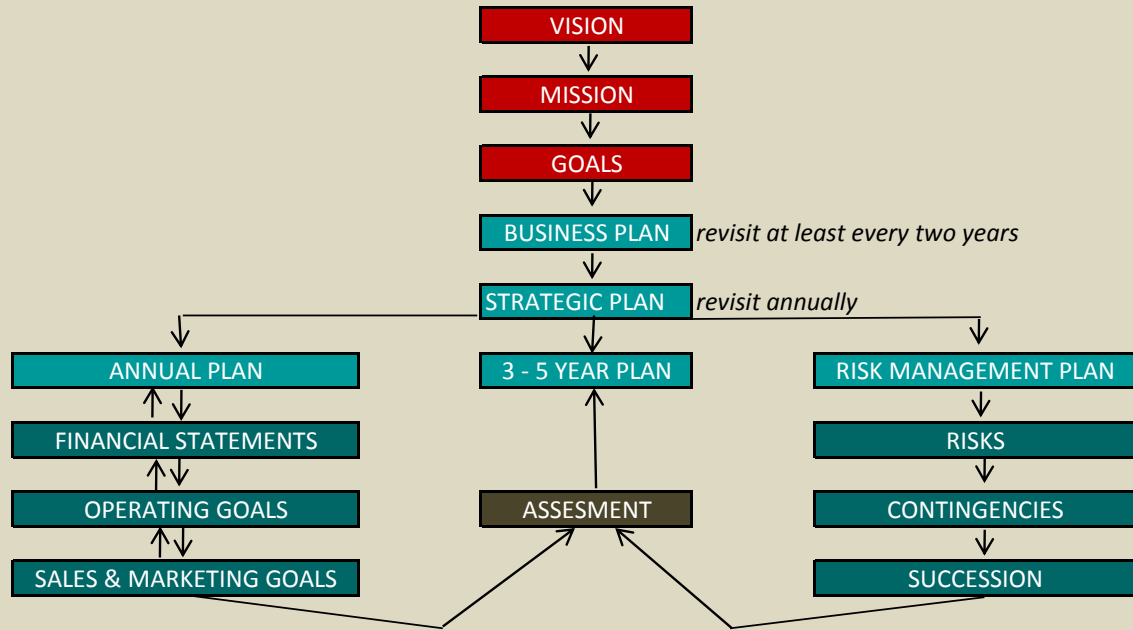 VISION
MISSION
GOALS
BUSINESS PLAN revisit at least every two years
STRATEGIC PLAN revisit annually
ANNUAL PLAN 3 - 5 YEAR PLAN RISK MANAGEMENT PLAN
FINANCIAL STATEMENTS RISKS
OPERATING GOALS ASSESMENT CONTINGENCIES
SALES & MARKETING GOALS SUCCESSION